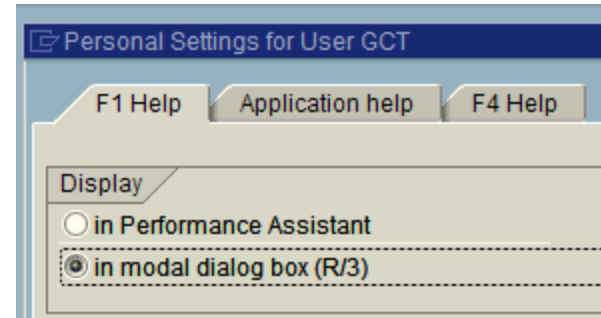 Personal Settings for User GCT
F1 Help Application help F4 Help
Display
in Performance Assistant
in modal dialog box (R/3)